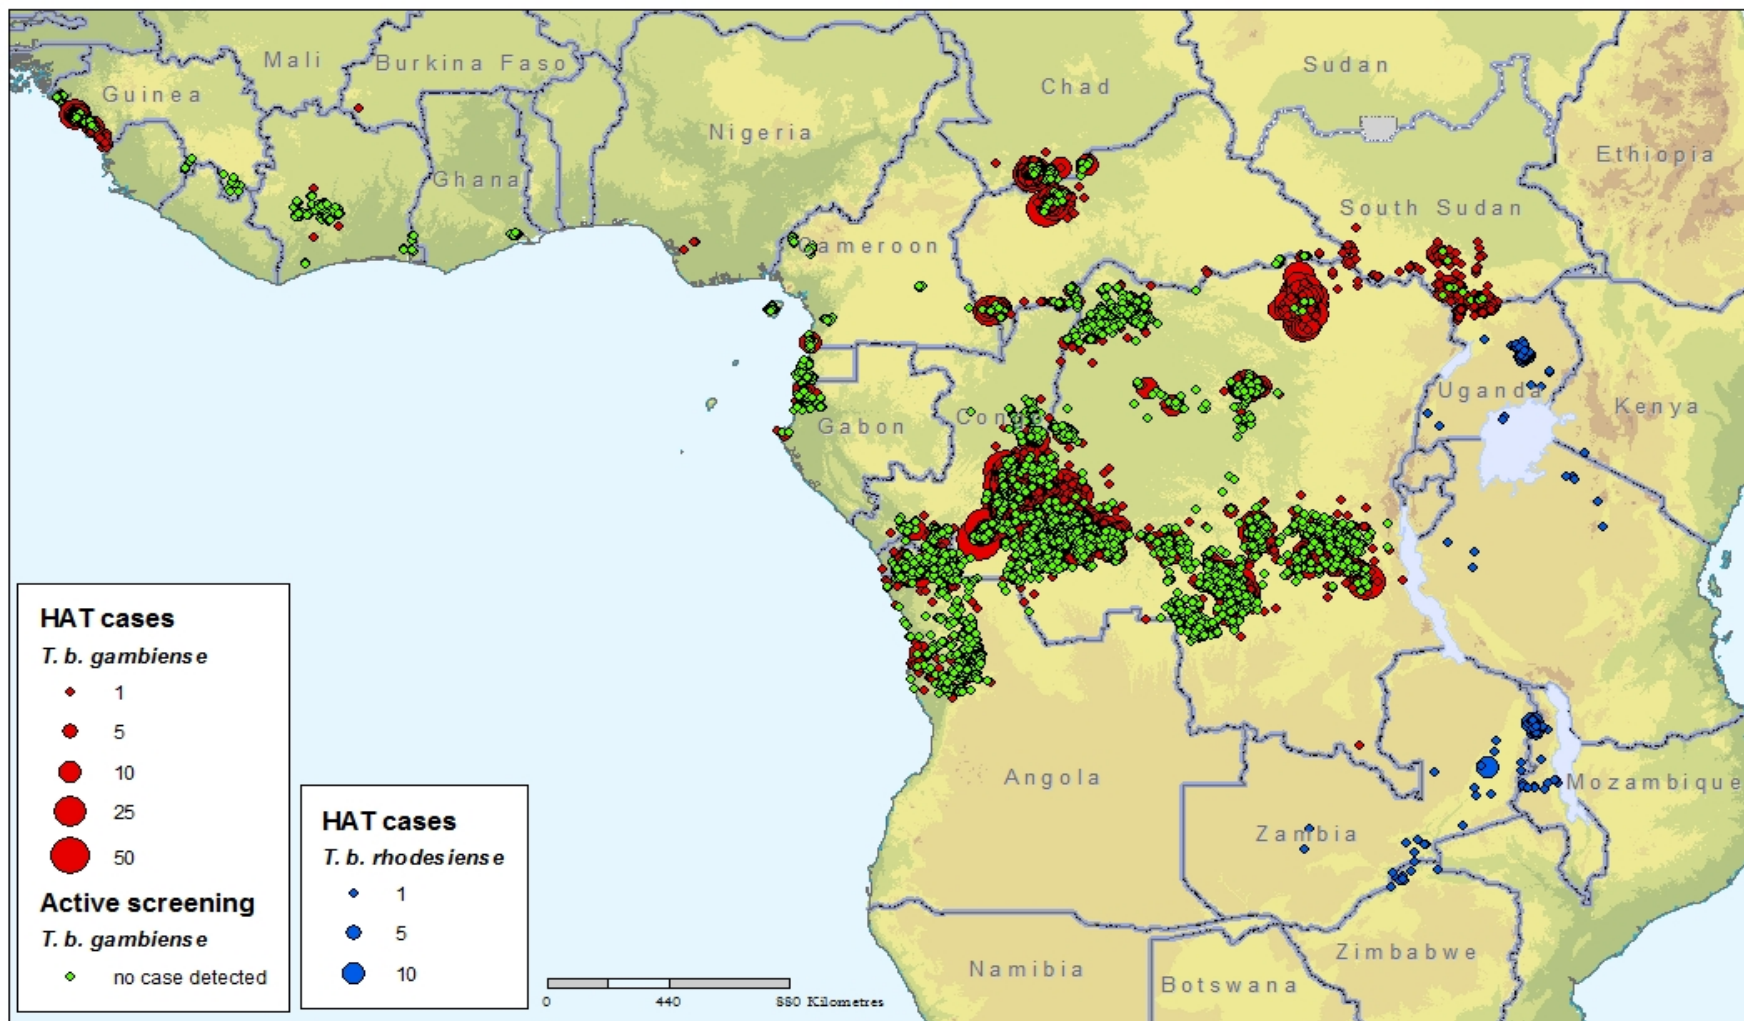 Mali
Burkina Faso
Guinea
Chad
Sudan
Nigeria
Ethiopia
Ghana
South Sudan
Cameroon
Uganda
Kenya
Gabon
Congo
Angola
Mozambique
Zambia
Zimbabwe
Namibia
Botswana
HAT cases
T. b. gambiense
1
5
10
25
50
Active screening
T. b. gambiense
no case detected
HAT cases
T. b. rhodesiense
1
5
10
0 440 880 Kilometres